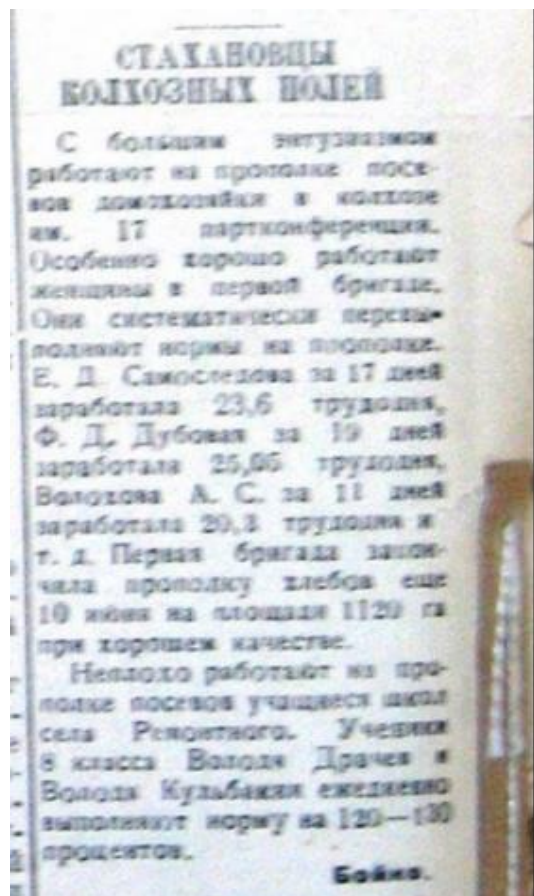 СТАХАНОВЦЫ
КОЛХОЗНЫХ ПОЛЕЙ
С большим энтузиазмом
работают на прополке посе-
вов домохозяйки в колхозе
им. 17 партконференции.
Особенно хорошо работают
женщины в первой бригаде.
Они систематически перевы-
полняют нормы на прополке.
Е. Д. Самоследова за 17 дней
заработала 23,6 трудодня,
Ф. Д. Дубовая за 19 дней
заработала 25,05 трудодня,
Волохова А. С. за 11 дней
заработала 20,3 трудодня и
т. д. Первая бригада закон-
чила прополку хлебов еще
10 июня на площади 1120 га
при хорошем качестве.
Неплохо работают на про-
полке посевов учащиеся школ
села Ремонтного. Ученики
8 класса Володя Драчев и
Володя Кульбакин ежедневно
выполняют норму на 120—130
процентов.
Бойко.